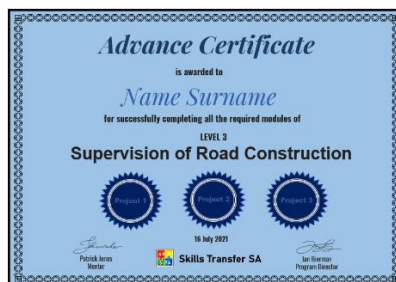 Advance Certificate
is awarded to
Name Surname
for successfully completing all the required modules of
LEVEL 3
Supervision of Road Construction
Project 1 Project 2 Project 3
16 July 2021
Patrick Jones
Mentor
Skills Transfer SA
Ian Bierman
Program Director